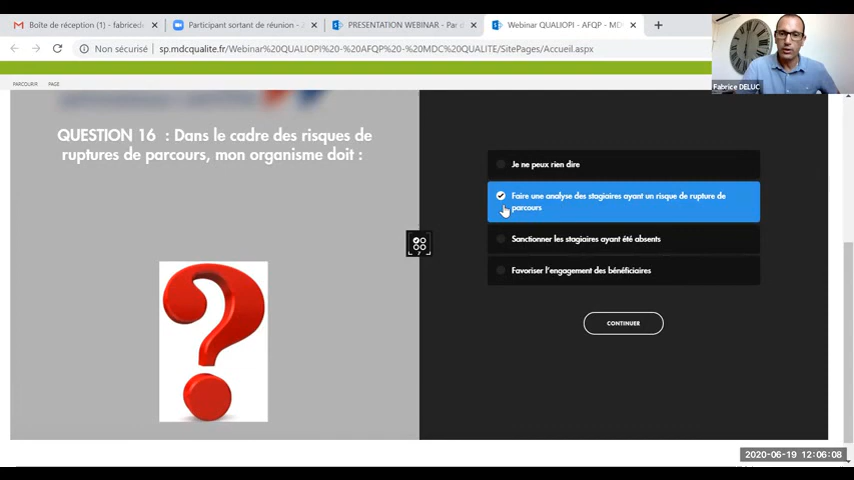 Boîte de réception (1) - fabricede
Participant sortant de réunion - Z
PRESENTATION WEBINAR - Par d
Webinar QUALIOPI - AFQP - MD
Non sécurisé
sp.mdcqualite.fr/Webinar%20QUALIOPI%20-%20AFQP%20-%20MDC%20QUALITE/SitePages/Accueil.aspx
PARCOURIR
PAGE
Fabrice DELUC
QUESTION 16 : Dans le cadre des risques de
ruptures de parcours, mon organisme doit :
Je ne peux rien dire
Faire une analyse des stagiaires ayant un risque de rupture de
parcours
Sanctionner les stagiaires ayant été absents
Favoriser l'engagement des bénéficiaires
CONTINUER
2020-06-19 12:06:08